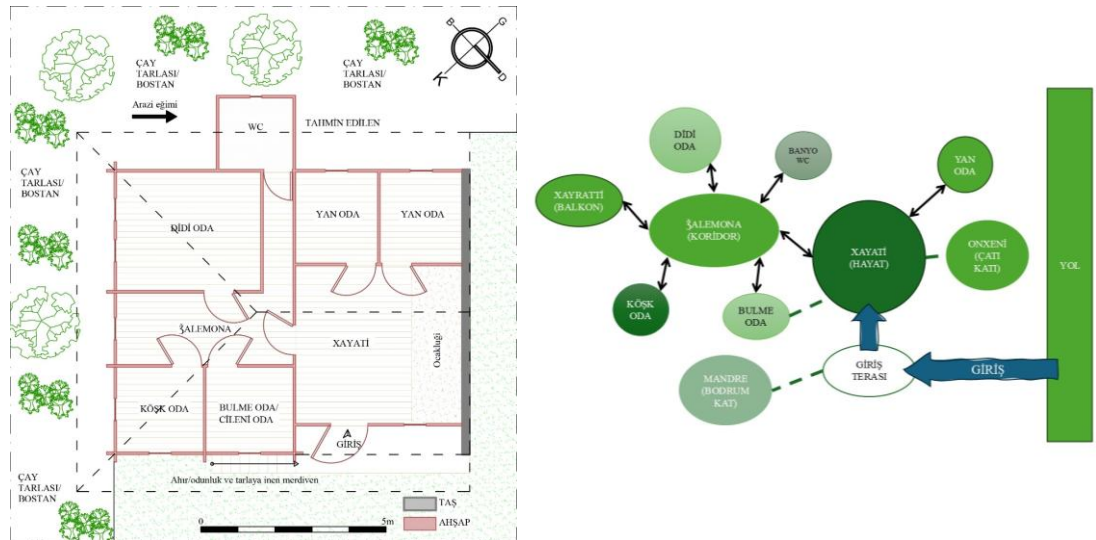 B
G
K
D
ÇAY
TARLASI/
BOSTAN
ÇAY
TARLASI/
BOSTAN
Arazi eğimi
WC
TAHMİN EDİLEN
ÇAY
TARLASI/
BOSTAN
YAN ODA
YAN ODA
DİDİ ODA
ǮALEMONA
XAYATİ
Ocakluği
KÖŞK ODA
BULME ODA/
CİLENİ ODA
GİRİŞ
ÇAY
TARLASI/
BOSTAN
Ahır/odunluk ve tarlaya inen merdiven
TAŞ
AHŞAP
0
5m
DİDİ
ODA
BANYO
WC
YAN
ODA
XAYRATTİ
(BALKON)
ǮALEMONA
(KORİDOR)
XAYATİ
(HAYAT)
ONXENİ
(ÇATI
KATI)
YOL
KÖŞK
ODA
BULME
ODA
MANDRE
(BODRUM
KAT)
GİRİŞ
TERASI
GİRİŞ